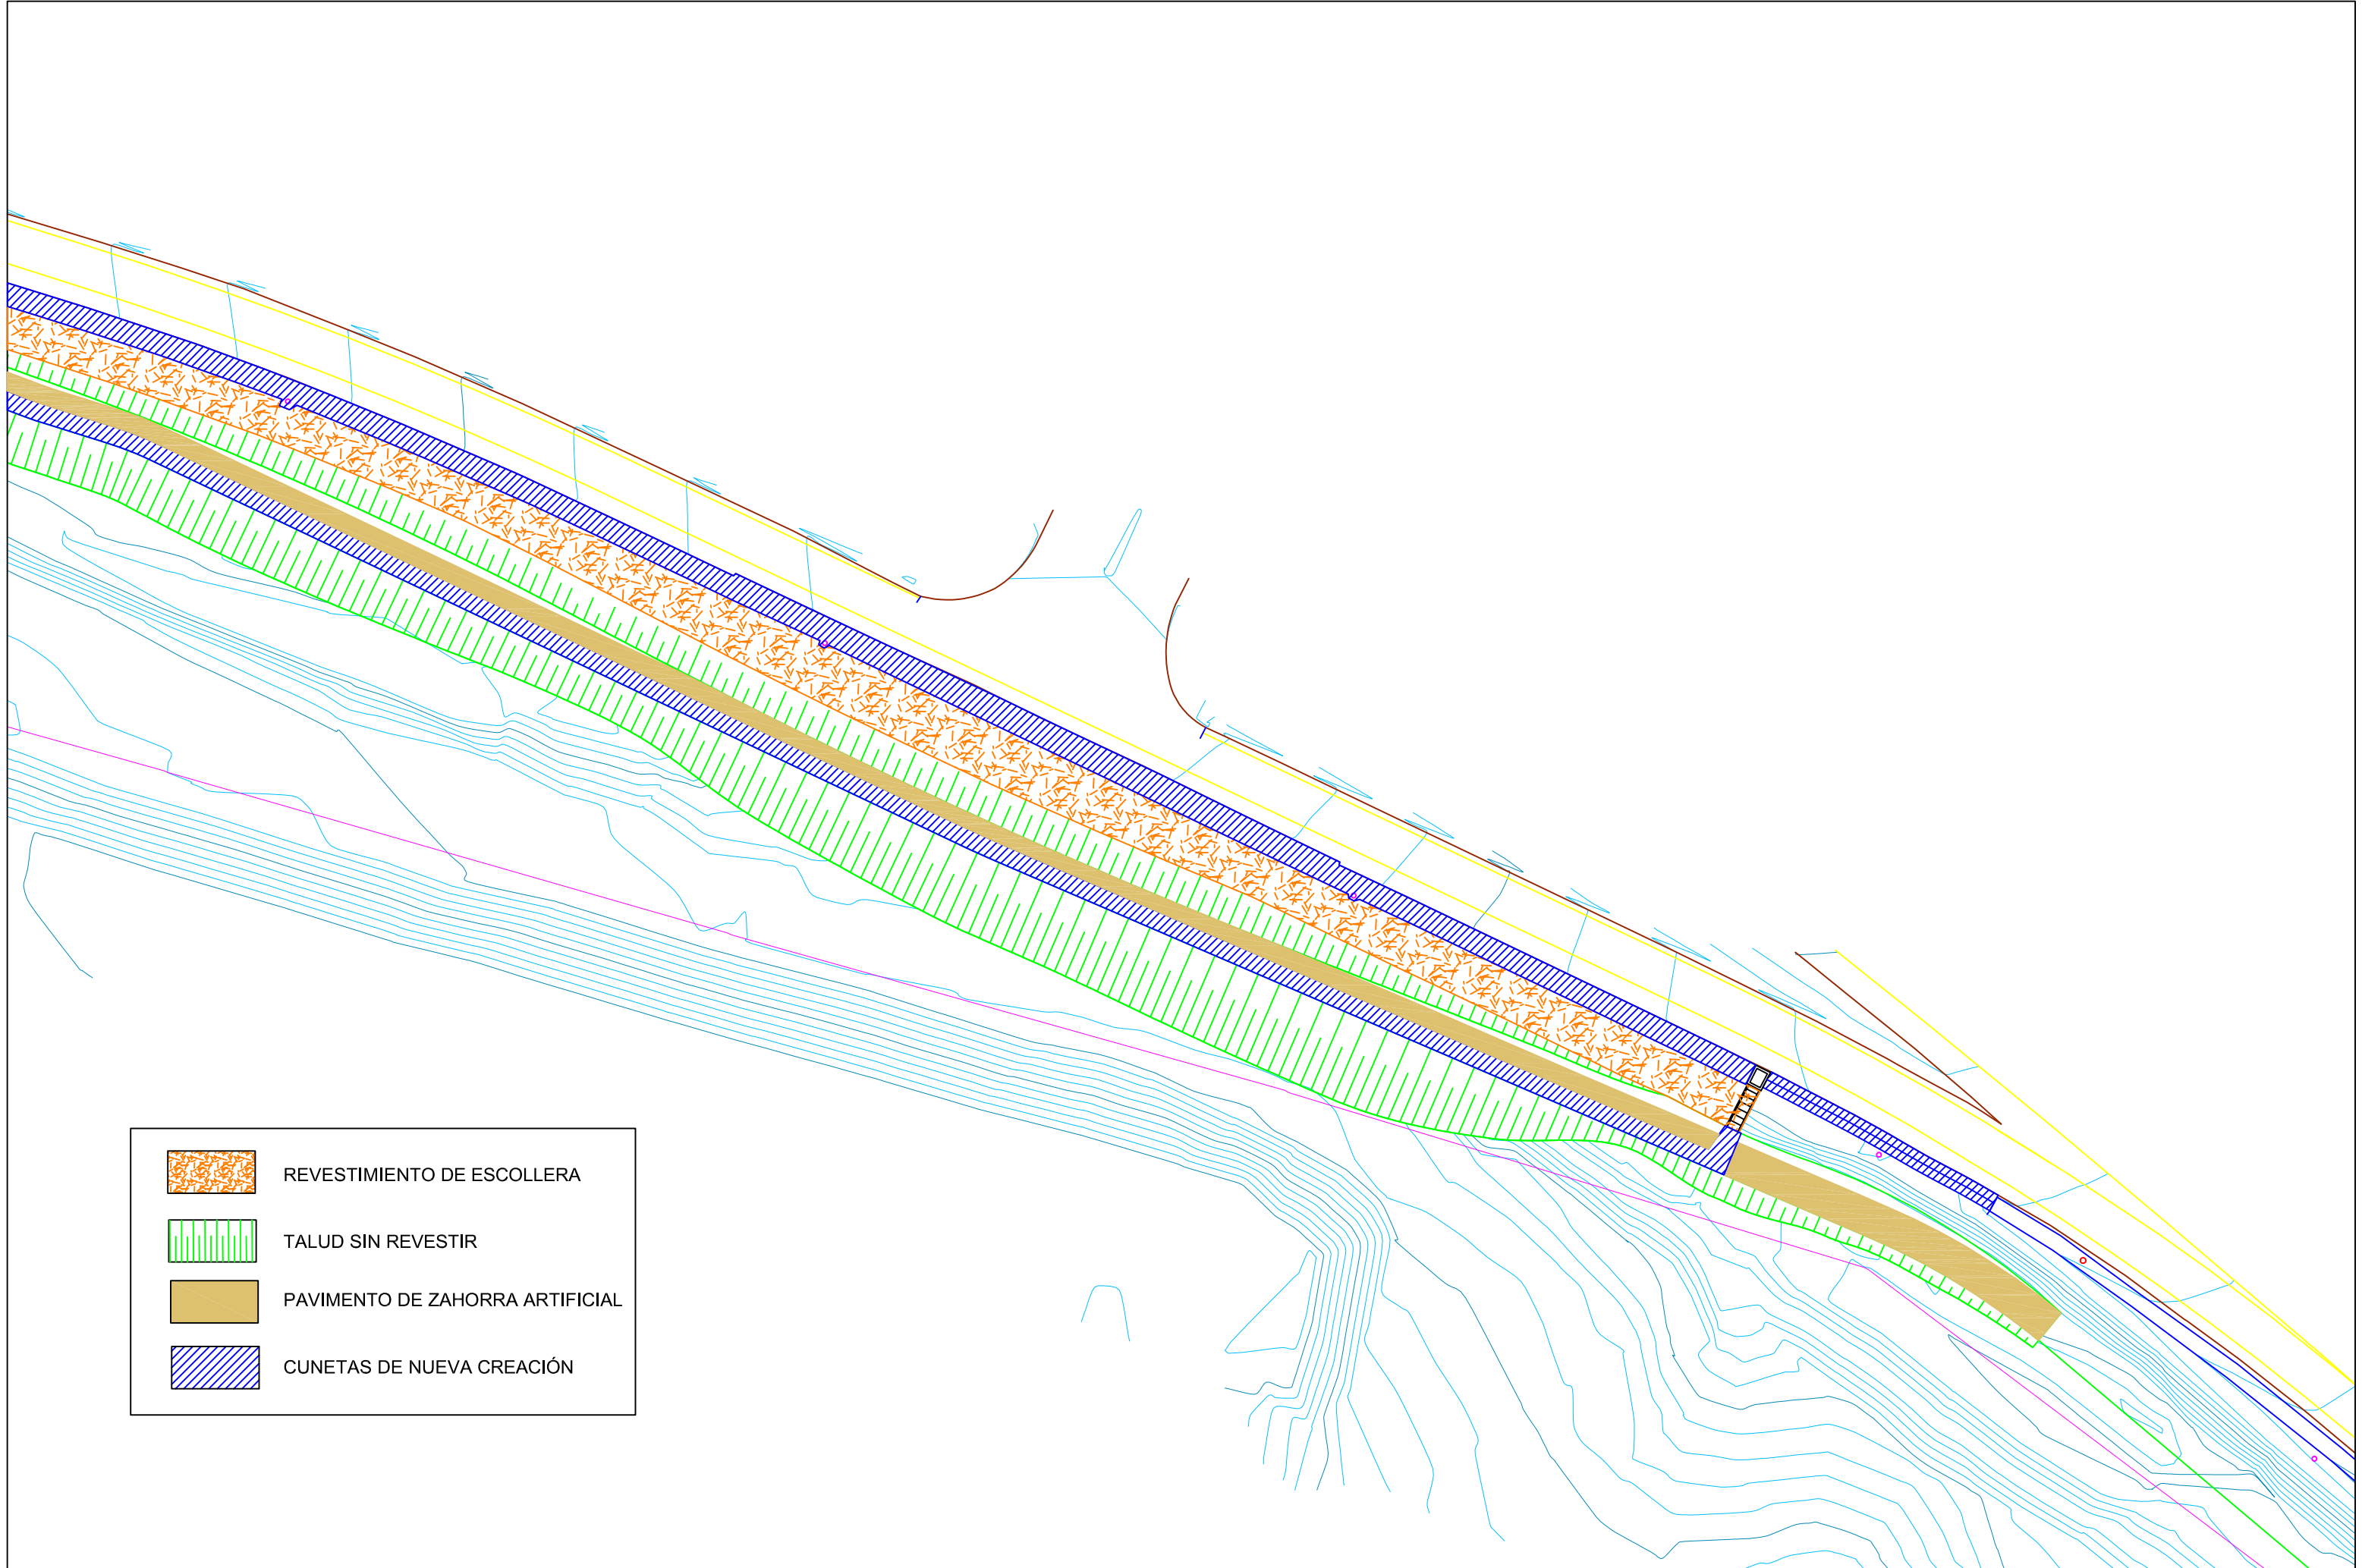 REVESTIMIENTO DE ESCOLLERA
TALUD SIN REVESTIR
PAVIMENTO DE ZAHORRA ARTIFICIAL
CUNETAS DE NUEVA CREACIÓN